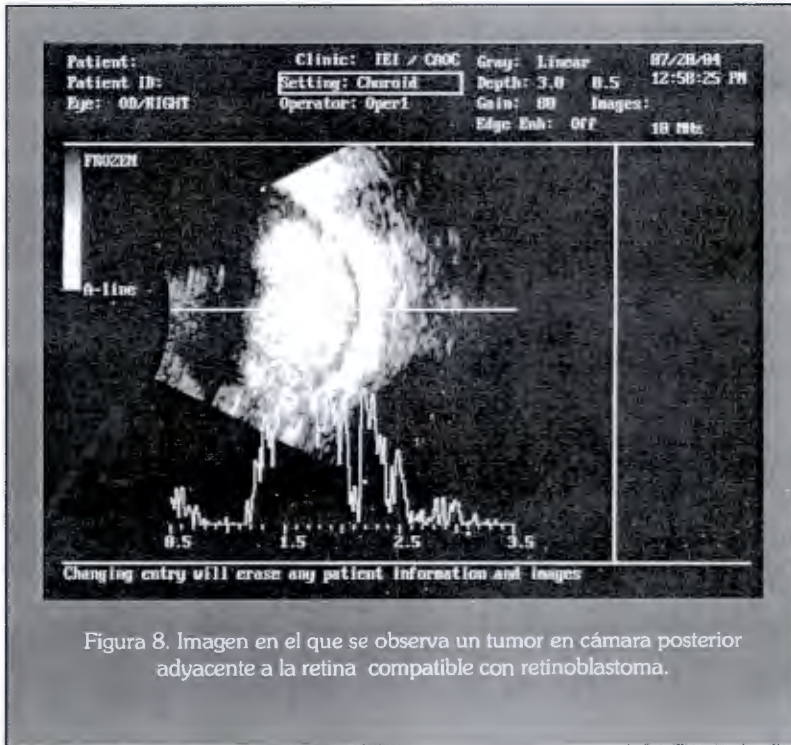 Patient: Clinic: IEI / CAOC Gray: Linear 07/28/04
Patient ID: Setting: Choroid Depth: 3.0 0.5 12:58:25 PM
Eye: OD/RIGHT Operator: Oper1 Gain: 80 Images:
Edge Enh: Off 10 MHz
FROZEN
A-line
0.5 1.5 2.5 3.5
Changing entry will erase any patient information and images
Figura 8. Imagen en el que se observa un tumor en cámara posterior
adyacente a la retina compatible con retinoblastoma.